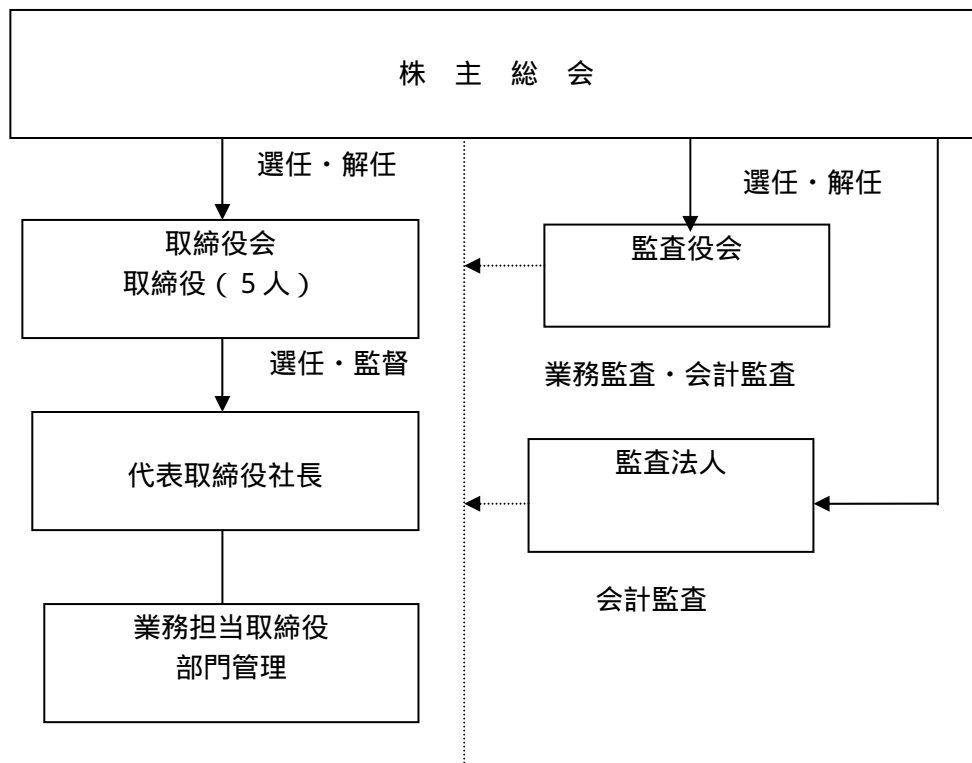 株 主 総 会
選任・解任
選任・解任
取締役会
取締役(5人)
監査役会
選任・監督
業務監査・会計監査
代表取締役社長
監査法人
会計監査
業務担当取締役
部門管理